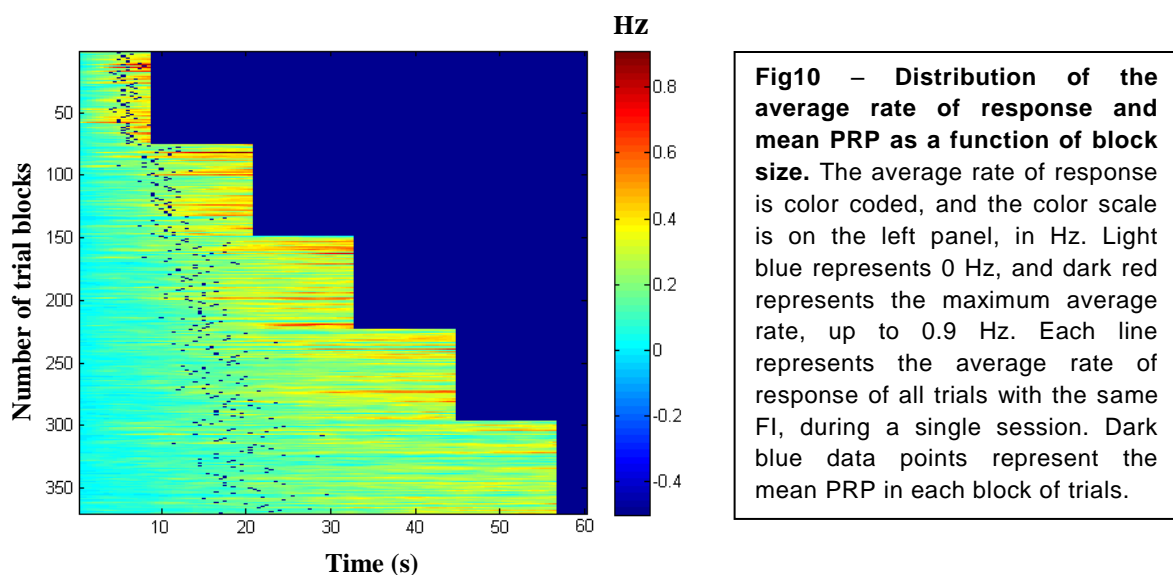 Hz
0.8
0.6
0.4
0.2
0
-0.2
-0.4
50
100
150
200
250
300
350
Number of trial blocks
10
20
30
40
50
60
Time (s)
Fig10 – Distribution of the
average rate of response and
mean PRP as a function of block
size. The average rate of response
is color coded, and the color scale
is on the left panel, in Hz. Light
blue represents 0 Hz, and dark red
represents the maximum average
rate, up to 0.9 Hz. Each line
represents the average rate of
response of all trials with the same
FI, during a single session. Dark
blue data points represent the
mean PRP in each block of trials.